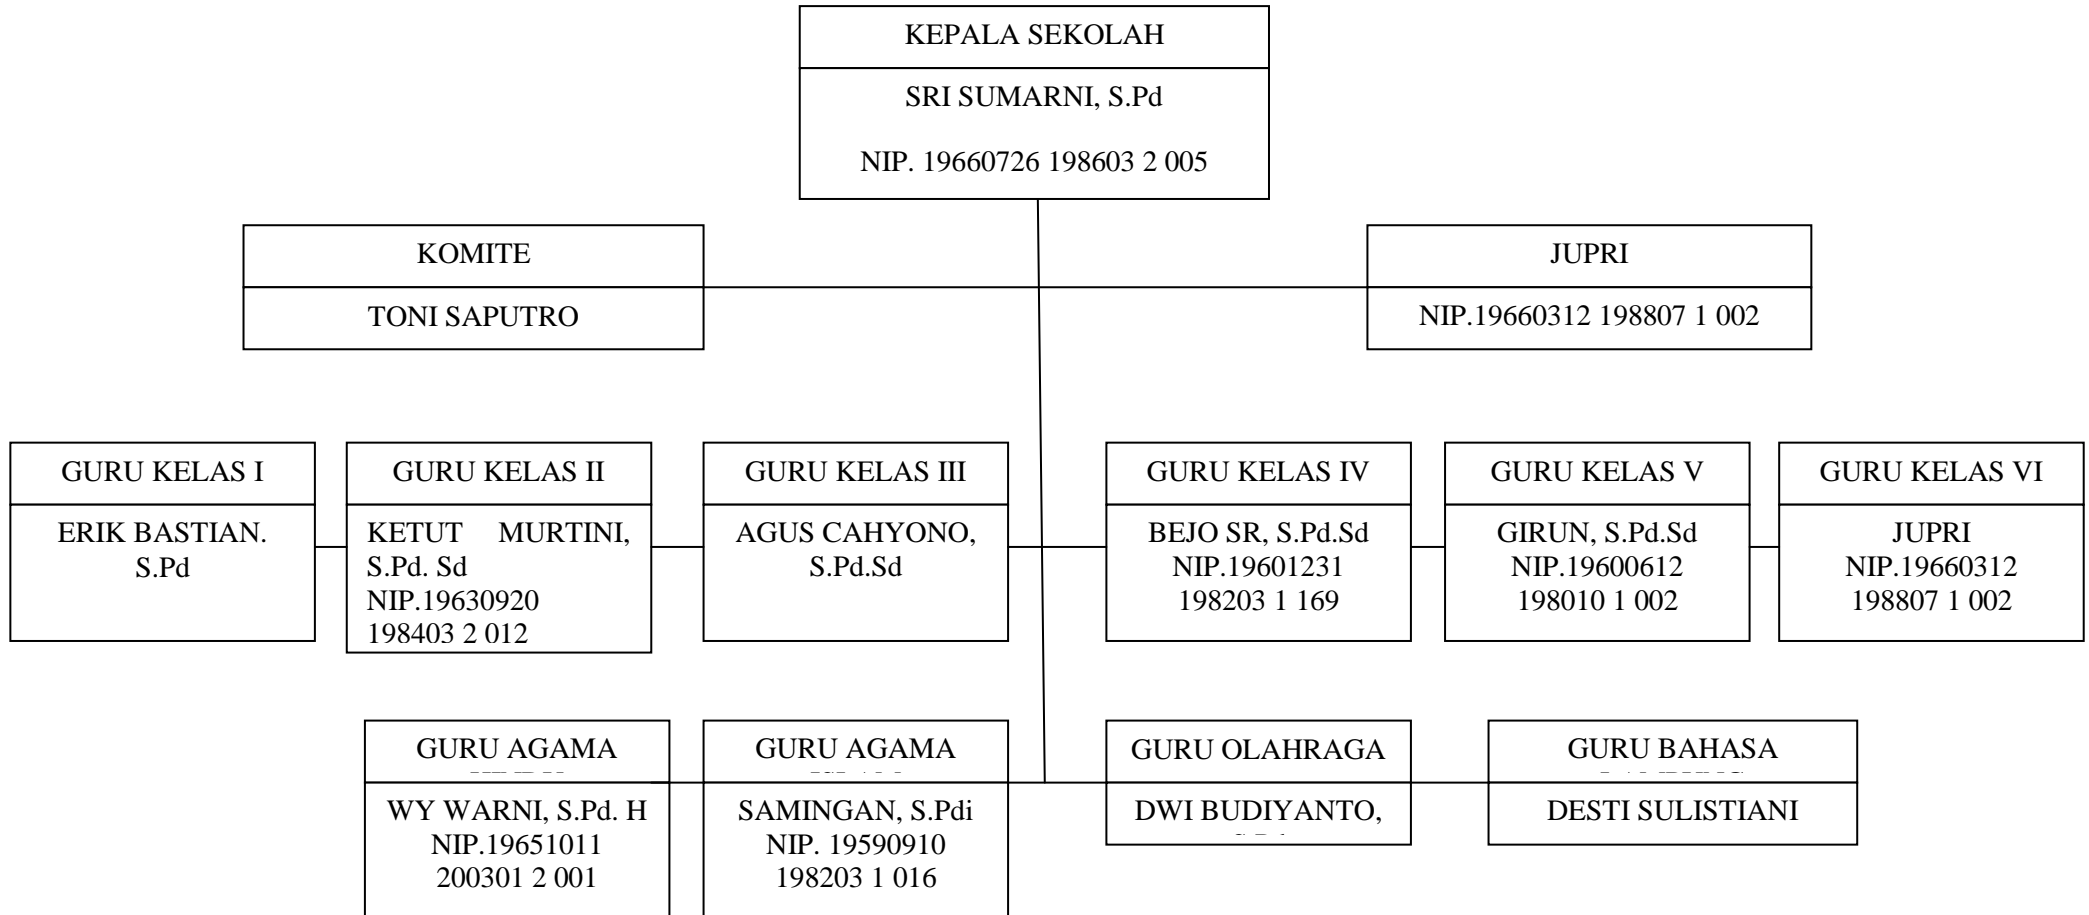 KEPALA SEKOLAH
SRI SUMARNI, S.Pd
NIP. 19660726 198603 2 005
KOMITE
TONI SAPUTRO
JUPRI
NIP.19660312 198807 1 002
GURU KELAS I
ERIK BASTIAN.
S.Pd
GURU KELAS II
KETUT MURTINI,
S.Pd. Sd
NIP.19630920
198403 2 012
GURU KELAS III
AGUS CAHYONO,
S.Pd.Sd
GURU KELAS IV
BEJO SR, S.Pd.Sd
NIP.19601231
198203 1 169
GURU KELAS V
GIRUN, S.Pd.Sd
NIP.19600612
198010 1 002
GURU KELAS VI
JUPRI
NIP.19660312
198807 1 002
GURU AGAMA
WY WARNI, S.Pd. H
NIP.19651011
200301 2 001
GURU AGAMA
SAMINGAN, S.Pdi
NIP. 19590910
198203 1 016
GURU OLAHRAGA
DWI BUDIYANTO,
GURU BAHASA
DESTI SULISTIANI